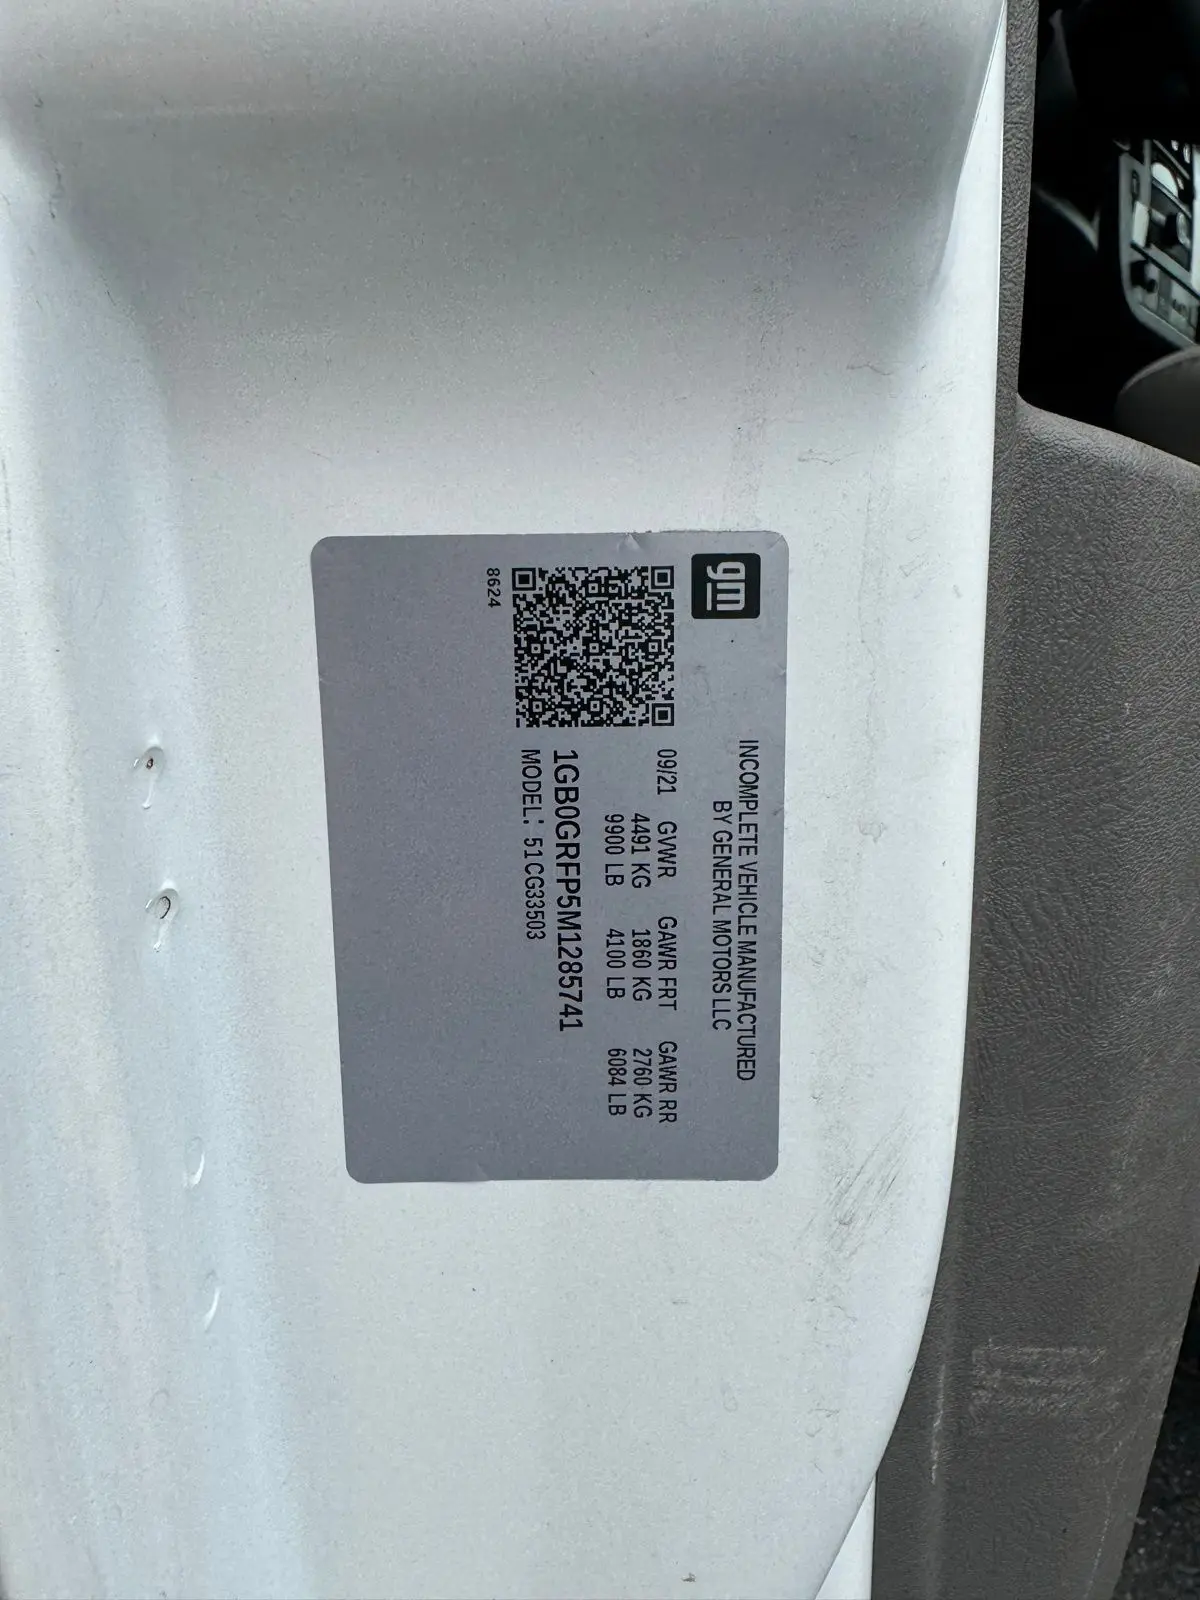 gm
INCOMPLETE VEHICLE MANUFACTURED
BY GENERAL MOTORS LLC
09/21 GVWR GAWR FRT GAWR RR
4491 KG 1860 KG 2760 KG
9900 LB 4100 LB 6084 LB
1GB0GRFP5M1285741
MODEL: 51CG33503
8624